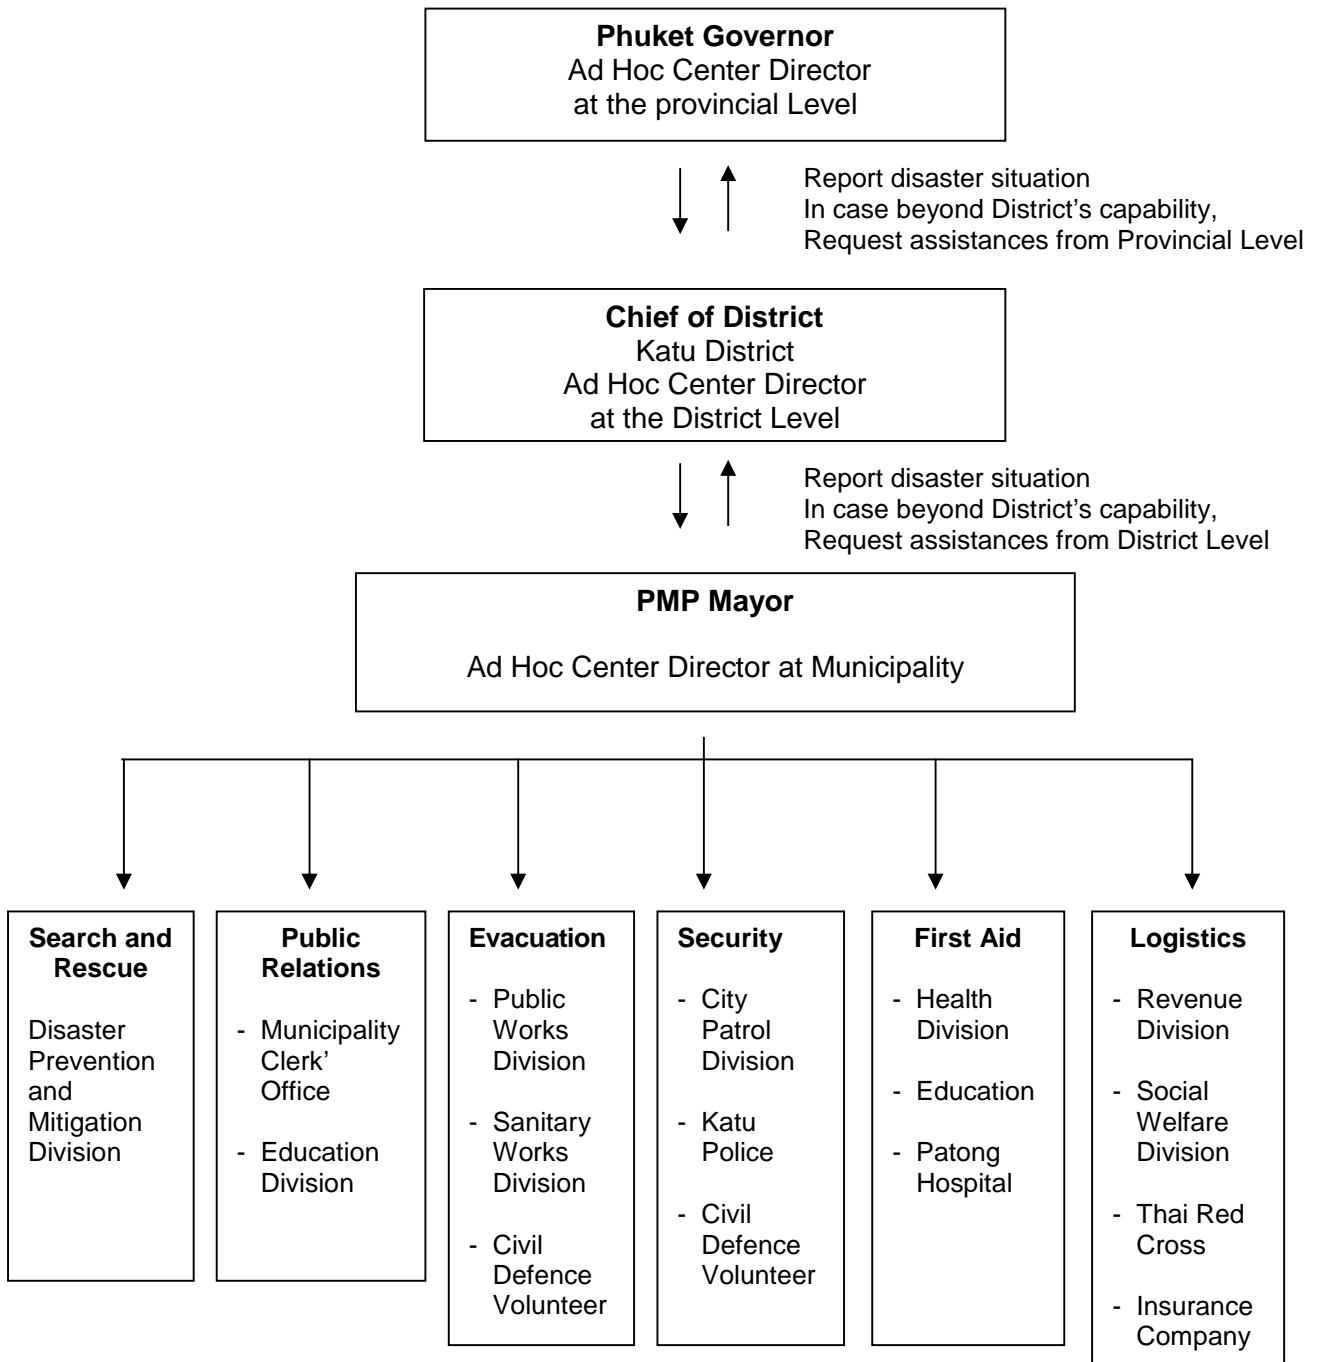 Phuket Governor
Ad Hoc Center Director
at the provincial Level
Report disaster situation
In case beyond District's capability,
Request assistances from Provincial Level
Chief of District
Katu District
Ad Hoc Center Director
at the District Level
Report disaster situation
In case beyond District's capability,
Request assistances from District Level
PMP Mayor
Ad Hoc Center Director at Municipality
Search and
Rescue
Disaster
Prevention
and
Mitigation
Division
Public
Relations
- Municipality
Clerk'
Office
- Education
Division
Evacuation
- Public
Works
Division
- Sanitary
Works
Division
- Civil
Defence
Volunteer
Security
- City
Patrol
Division
- Katu
Police
- Civil
Defence
Volunteer
First Aid
- Health
Division
- Education
- Patong
Hospital
Logistics
- Revenue
Division
- Social
Welfare
Division
- Thai Red
Cross
- Insurance
Company